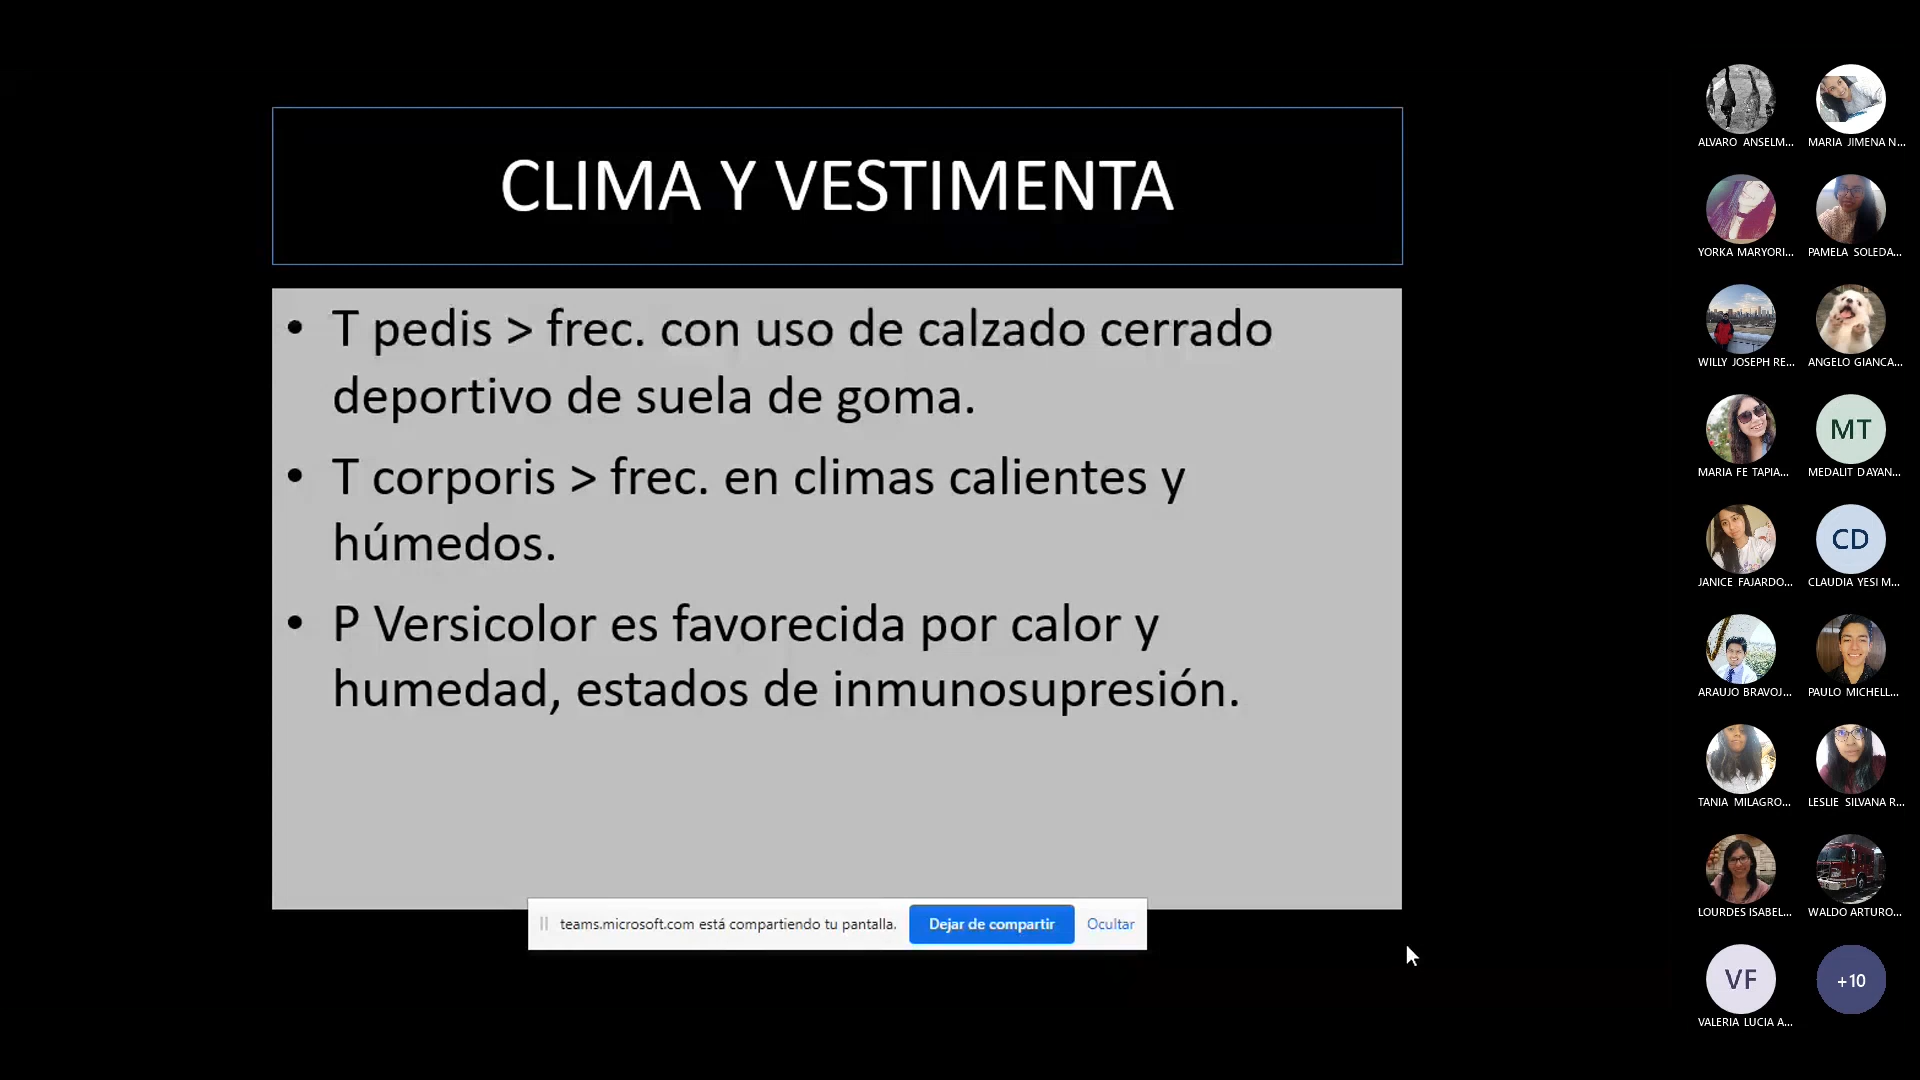 CLIMA Y VESTIMENTA
• T pedis > frec. con uso de calzado cerrado
deportivo de suela de goma.
• T corporis > frec. en climas calientes y
húmedos.
• P Versicolor es favorecida por calor y
humedad, estados de inmunosupresión.
teams.microsoft.com está compartiendo tu pantalla. Dejar de compartir Ocultar
ALVARO ANSELM... MARIA JIMENA N...
YORKA MARYORI... PAMELA SOLEDA...
WILLY JOSEPH RE... ANGELO GIANCA...
MT
MARIA FE TAPIA... MEDALIT DAYAN...
CD
JANICE FAJARDO... CLAUDIA YESI M...
ARAUJO BRAVOJ... PAULO MICHELL...
TANIA MILAGRO... LESLIE SILVANA R...
LOURDES ISABEL... WALDO ARTURO...
VF +10
VALERIA LUCIA A...